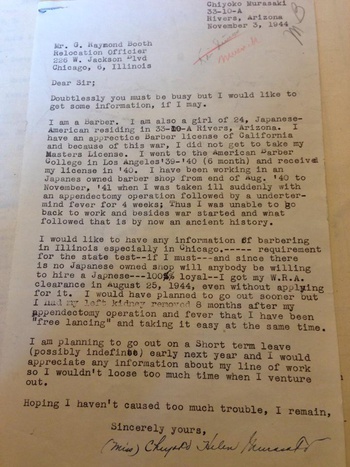 Chiyoko Murasaki
33-10-A
Rivers, Arizona
November 3, 1944
Mr. G. Raymond Booth
Relocation Officier
226 W. Jackson Blvd
Chicago, 6, Illinois
Dear Sir;
Doubtlessly you must be busy but I would like to
get some information, if I may.
I am a Barber. I am also a girl of 24, Japanese-
American residing in 33-10-A Rivers, Arizona. I
have an apprtice Barber license of California
and because of this war, I did not get to take my
Masters License. I went to the American Barber
College in Los Angeles'39-'40 (6 month) and received
my license in '40. I have been working in an
Japanes owned barber shop from end of Aug. '40 to
November, '41 when I was taken ill suddenly with
an appendectomy operation followed by a underter-
mind fever for 4 weeks; Thus I was unable to go
back to work and besides war started and what
followed that is by now an ancient history.
I would like to have any information of barbering
in Illinois especially in Chicago.----- requirement
for the state test--if I must---and since there
is no Japanese owned shop will anybody be willing
to hire a Japanese--100% loyal--I got my W.R.A.
clearance in August 25, 1944, even without applying
for it. I would have planned to go out sooner but
I had my left kidney removed 8 months after my
appendectomy operation and fever that I have been
"free lancing" and taking it easy at the same time.
I am planning to go out on a Short term leave
(possibly indefinte) early next year and I would
appreciate any information about my line of work
so I wouldn't loose too much time when I venture
out.
Hoping I haven't caused too much trouble, I remain,
Sincerely yours,
(Miss) Chiyoko Helen Murasaki